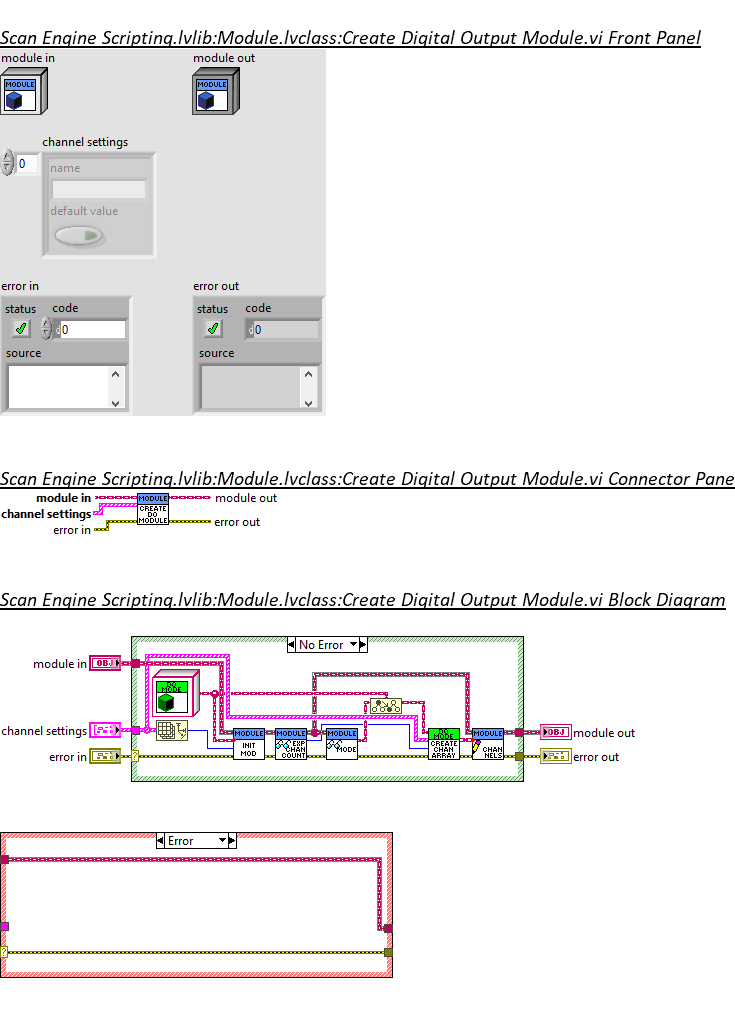 Scan Engine Scripting.lvlib:Module.lvclass:Create Digital Output Module.vi Front Panel
module in
module out
MODULE
MODULE
channel settings
0
name
default value
error in
error out
status
code
status
code
d
0
d
0
source
source
Scan Engine Scripting.lvlib:Module.lvclass:Create Digital Output Module.vi Connector Pane
module in
MODULE
module out
channel settings
CREATE
DO
MODULE
error in
error out
Scan Engine Scripting.lvlib:Module.lvclass:Create Digital Output Module.vi Block Diagram
No Error
module in
OBJ
DO
MODE
channel settings
MODULE
MODULE
MODULE
DO
MODE
MODULE
OBJ
module out
INIT
MOD
EXP
CHAN
COUNT
MODE
CREATE
CHAN
ARRAY
CHAN
NELS
error in
?
error out
Error
?